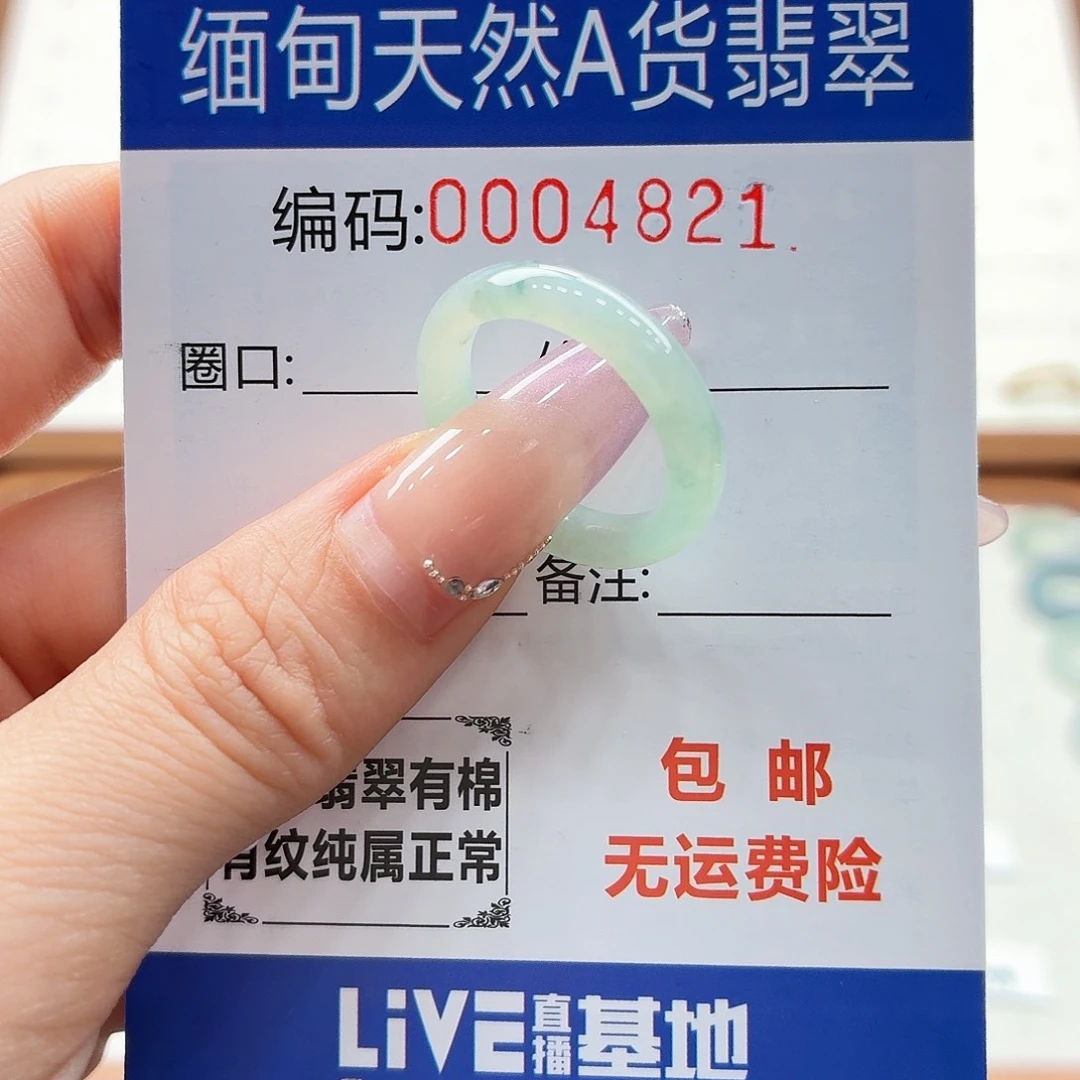 缅甸天然A货翡翠
编码:0004821.
圈口:
备注:
翡翠有棉
有纹纯属正常
包邮
无运费险
LiVE直播基地